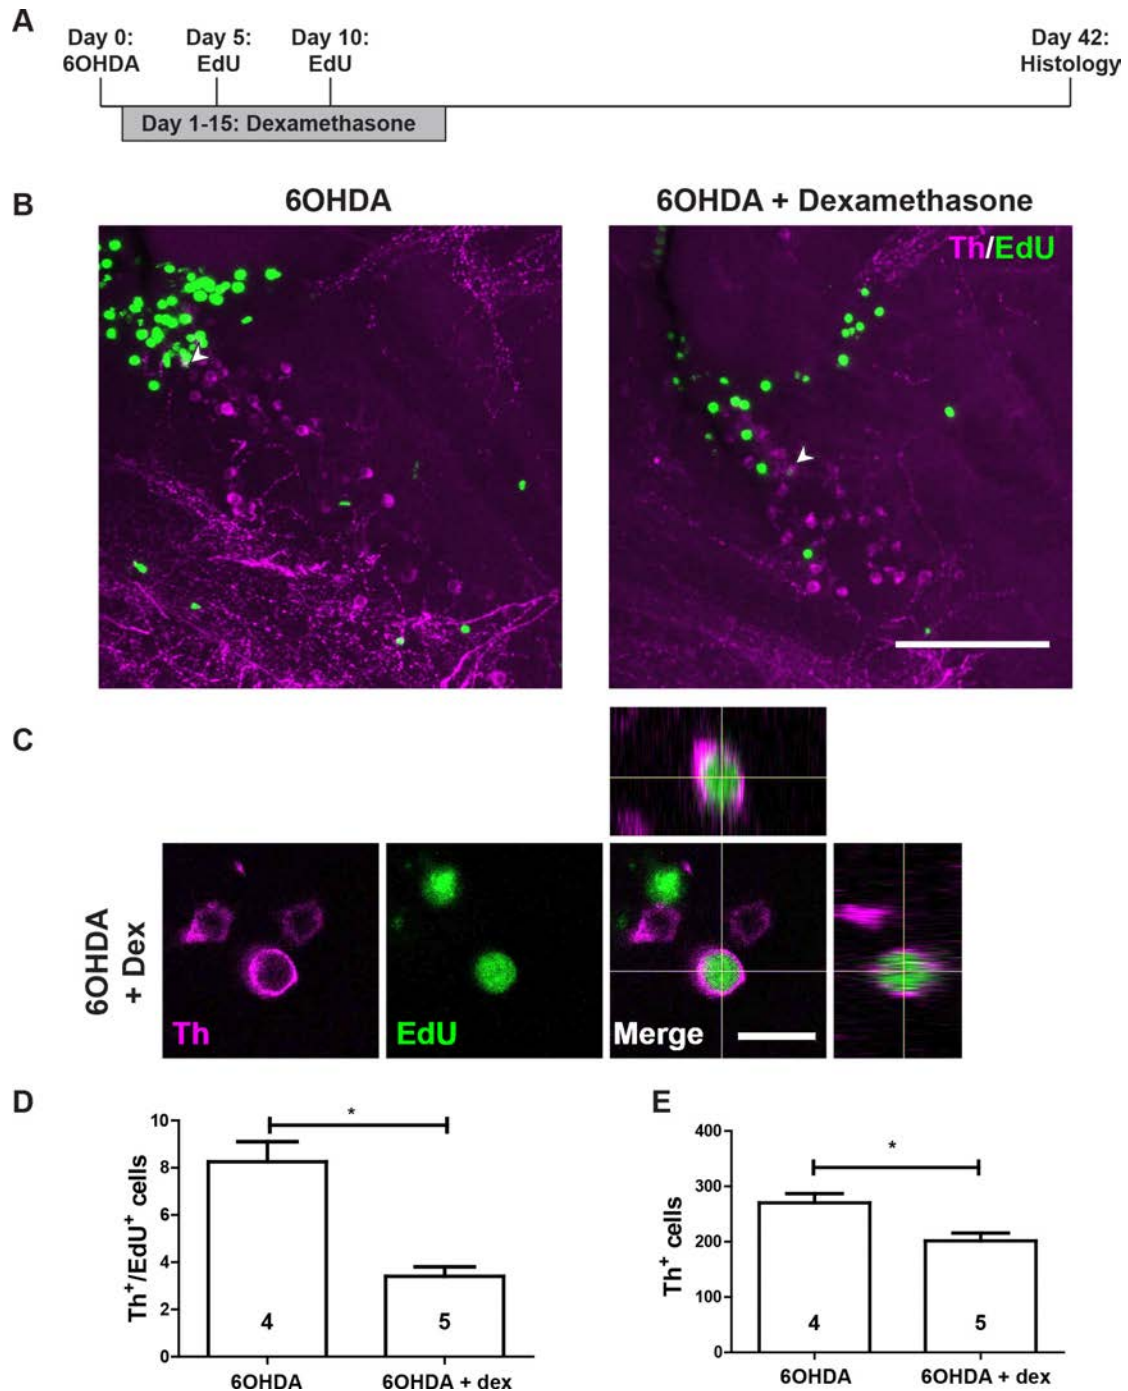 A
Day 0:
6OHDA
Day 5:
EdU
Day 10:
EdU
Day 42:
Histology
Day 1-15: Dexamethasone
B
6OHDA
6OHDA + Dexamethasone
Th/EdU
C
6OHDA
+ Dex
Th
EdU
Merge
D
Th+/EdU+ cells
10
8
6
4
2
0
*
4
5
6OHDA
6OHDA + dex
E
Th+ cells
400
300
200
100
0
*
4
5
6OHDA
6OHDA + dex